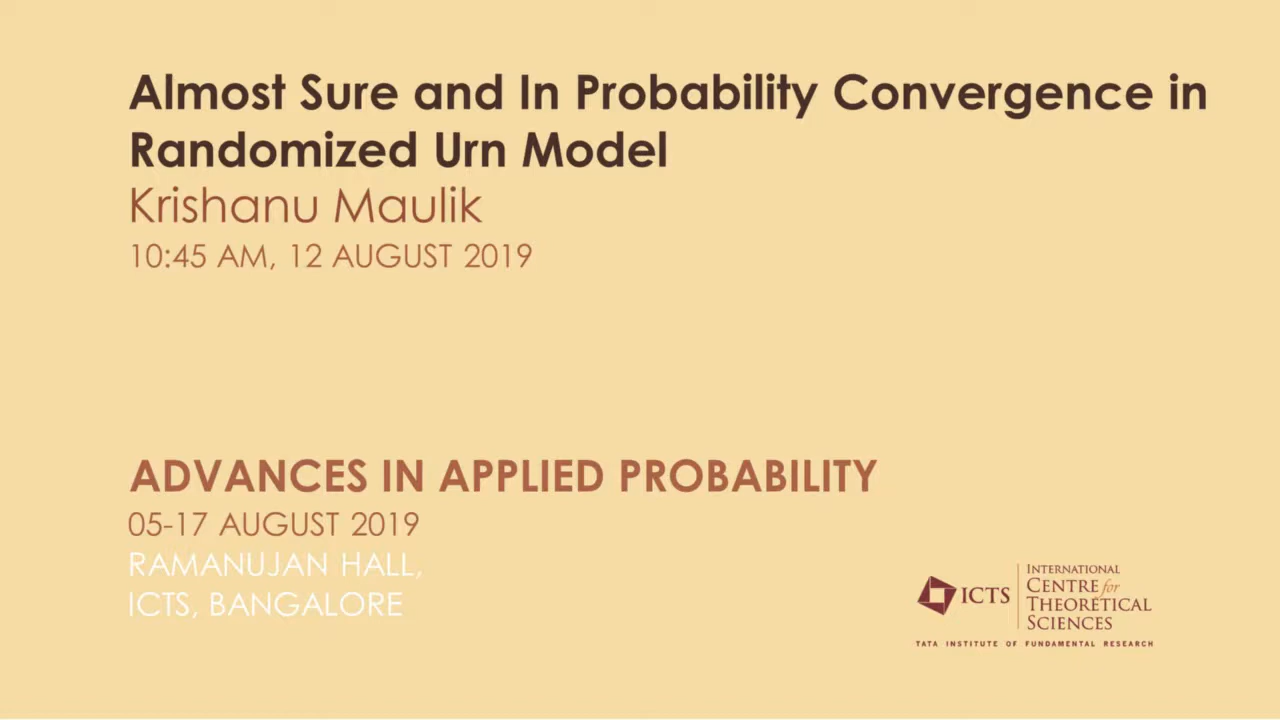 Almost Sure and In Probability Convergence in
Randomized Urn Model
Krishanu Maulik
10:45 AM, 12 AUGUST 2019
ADVANCES IN APPLIED PROBABILITY
05-17 AUGUST 2019
RAMANUJAN HALL,
ICTS, BANGALORE
ICTS
INTERNATIONAL
CENTRE for
THEORETICAL
SCIENCES
TATA INSTITUTE OF FUNDAMENTAL RESEARCH